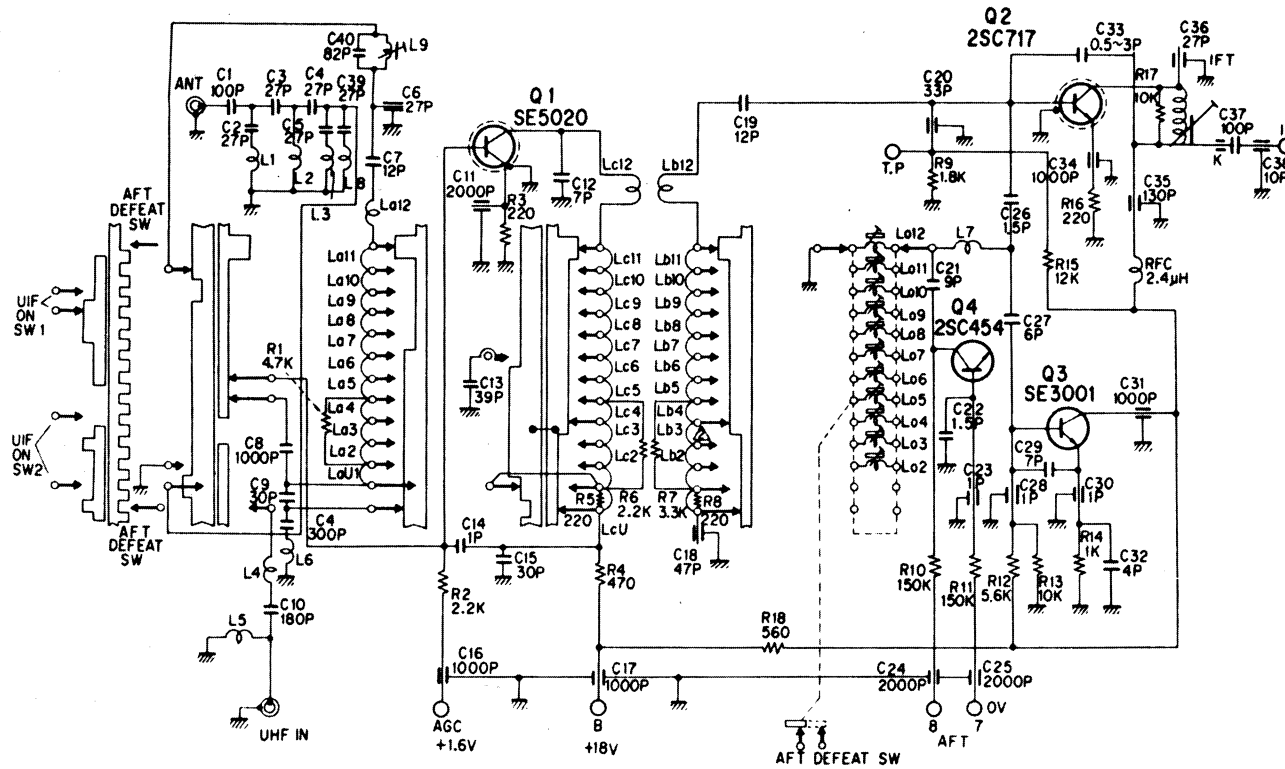 ANT
C1
100P
C3
27P
C4
27P
C39
27P
C2
27P
C5
27P
L1
L2
L3
L8
C40
82P
L9
C6
27P
C7
12P
La12
La11
La10
La9
La8
La7
La6
La5
La4
La3
La2
LaU1
AFT
DEFEAT
SW
UIF
ON
SW1
UIF
ON
SW2
AFT
DEFEAT
SW
R1
4.7K
C8
1000P
C9
30P
C4
300P
L4
L6
C10
180P
L5
UHF IN
Q1
SE5020
C11
2000P
R3
220
C12
7P
C13
39P
C14
1P
C15
30P
R2
2.2K
C16
1000P
AGC
+1.6V
Lc12
Lc11
Lc10
Lc9
Lc8
Lc7
Lc6
Lc5
Lc4
Lc3
Lc2
R5
220
LcU
R6
2.2K
R4
470
C17
1000P
B
+18V
Lb12
Lb11
Lb10
Lb9
Lb8
Lb7
Lb6
Lb5
Lb4
Lb3
Lb2
R7
3.3K
R8
220
C18
47P
R18
560
C19
12P
C20
33P
T.P
R9
1.8K
Q2
2SC717
C33
0.5~3P
C36
27P
IFT
R17
10K
C37
100P
K
C38
10P
C34
1000P
R16
220
C35
130P
RFC
2.4μH
C26
1.5P
R15
12K
L7
C27
6P
Lo12
Lo11
Lo10
Lo9
Lo8
Lo7
Lo6
Lo5
Lo4
Lo3
Lo2
C21
9P
Q4
2SC454
C22
1.5P
C23
1P
Q3
SE3001
C31
1000P
C29
7P
C28
1P
C30
1P
R14
1K
C32
4P
R10
150K
R11
150K
R12
5.6K
R13
10K
C24
2000P
C25
2000P
8
7
0V
AFT
AFT DEFEAT SW